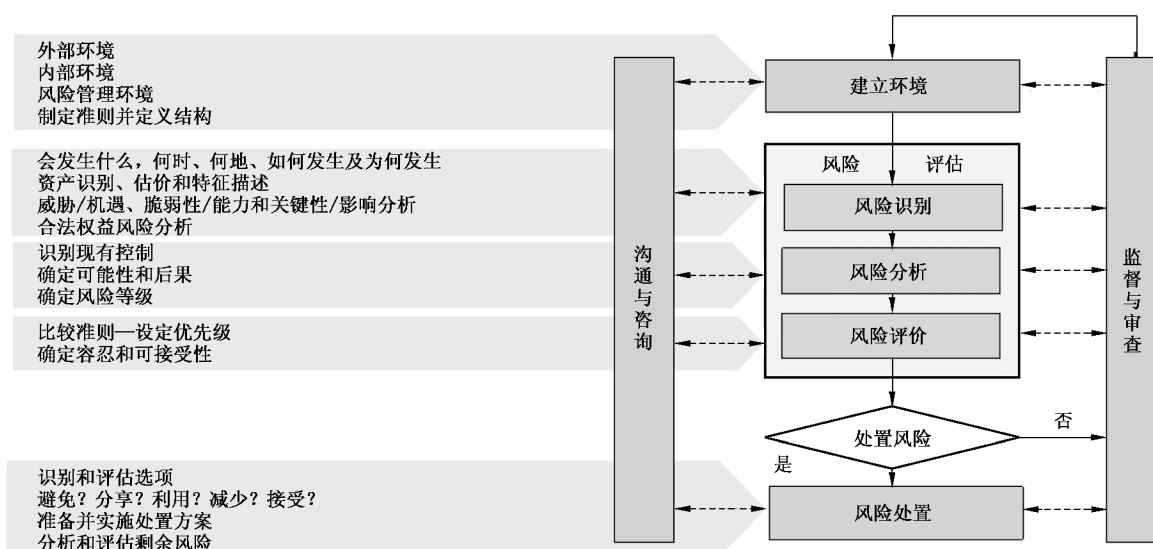 外部环境
内部环境
风险管理环境
制定准则并定义结构
会发生什么，何时、何地、如何发生及为何发生
资产识别、估价和特征描述
威胁/机遇、脆弱性/能力和关键性/影响分析
合法权益风险分析
识别现有控制
确定可能性和后果
确定风险等级
比较准则—设定优先级
确定容忍和可接受性
识别和评估选项
避免？分享？利用？减少？接受？
准备并实施处置方案
分析和评估剩余风险
沟通与咨询
建立环境
风险 评估
风险识别
风险分析
风险评价
处置风险
否
是
风险处置
监督与审查